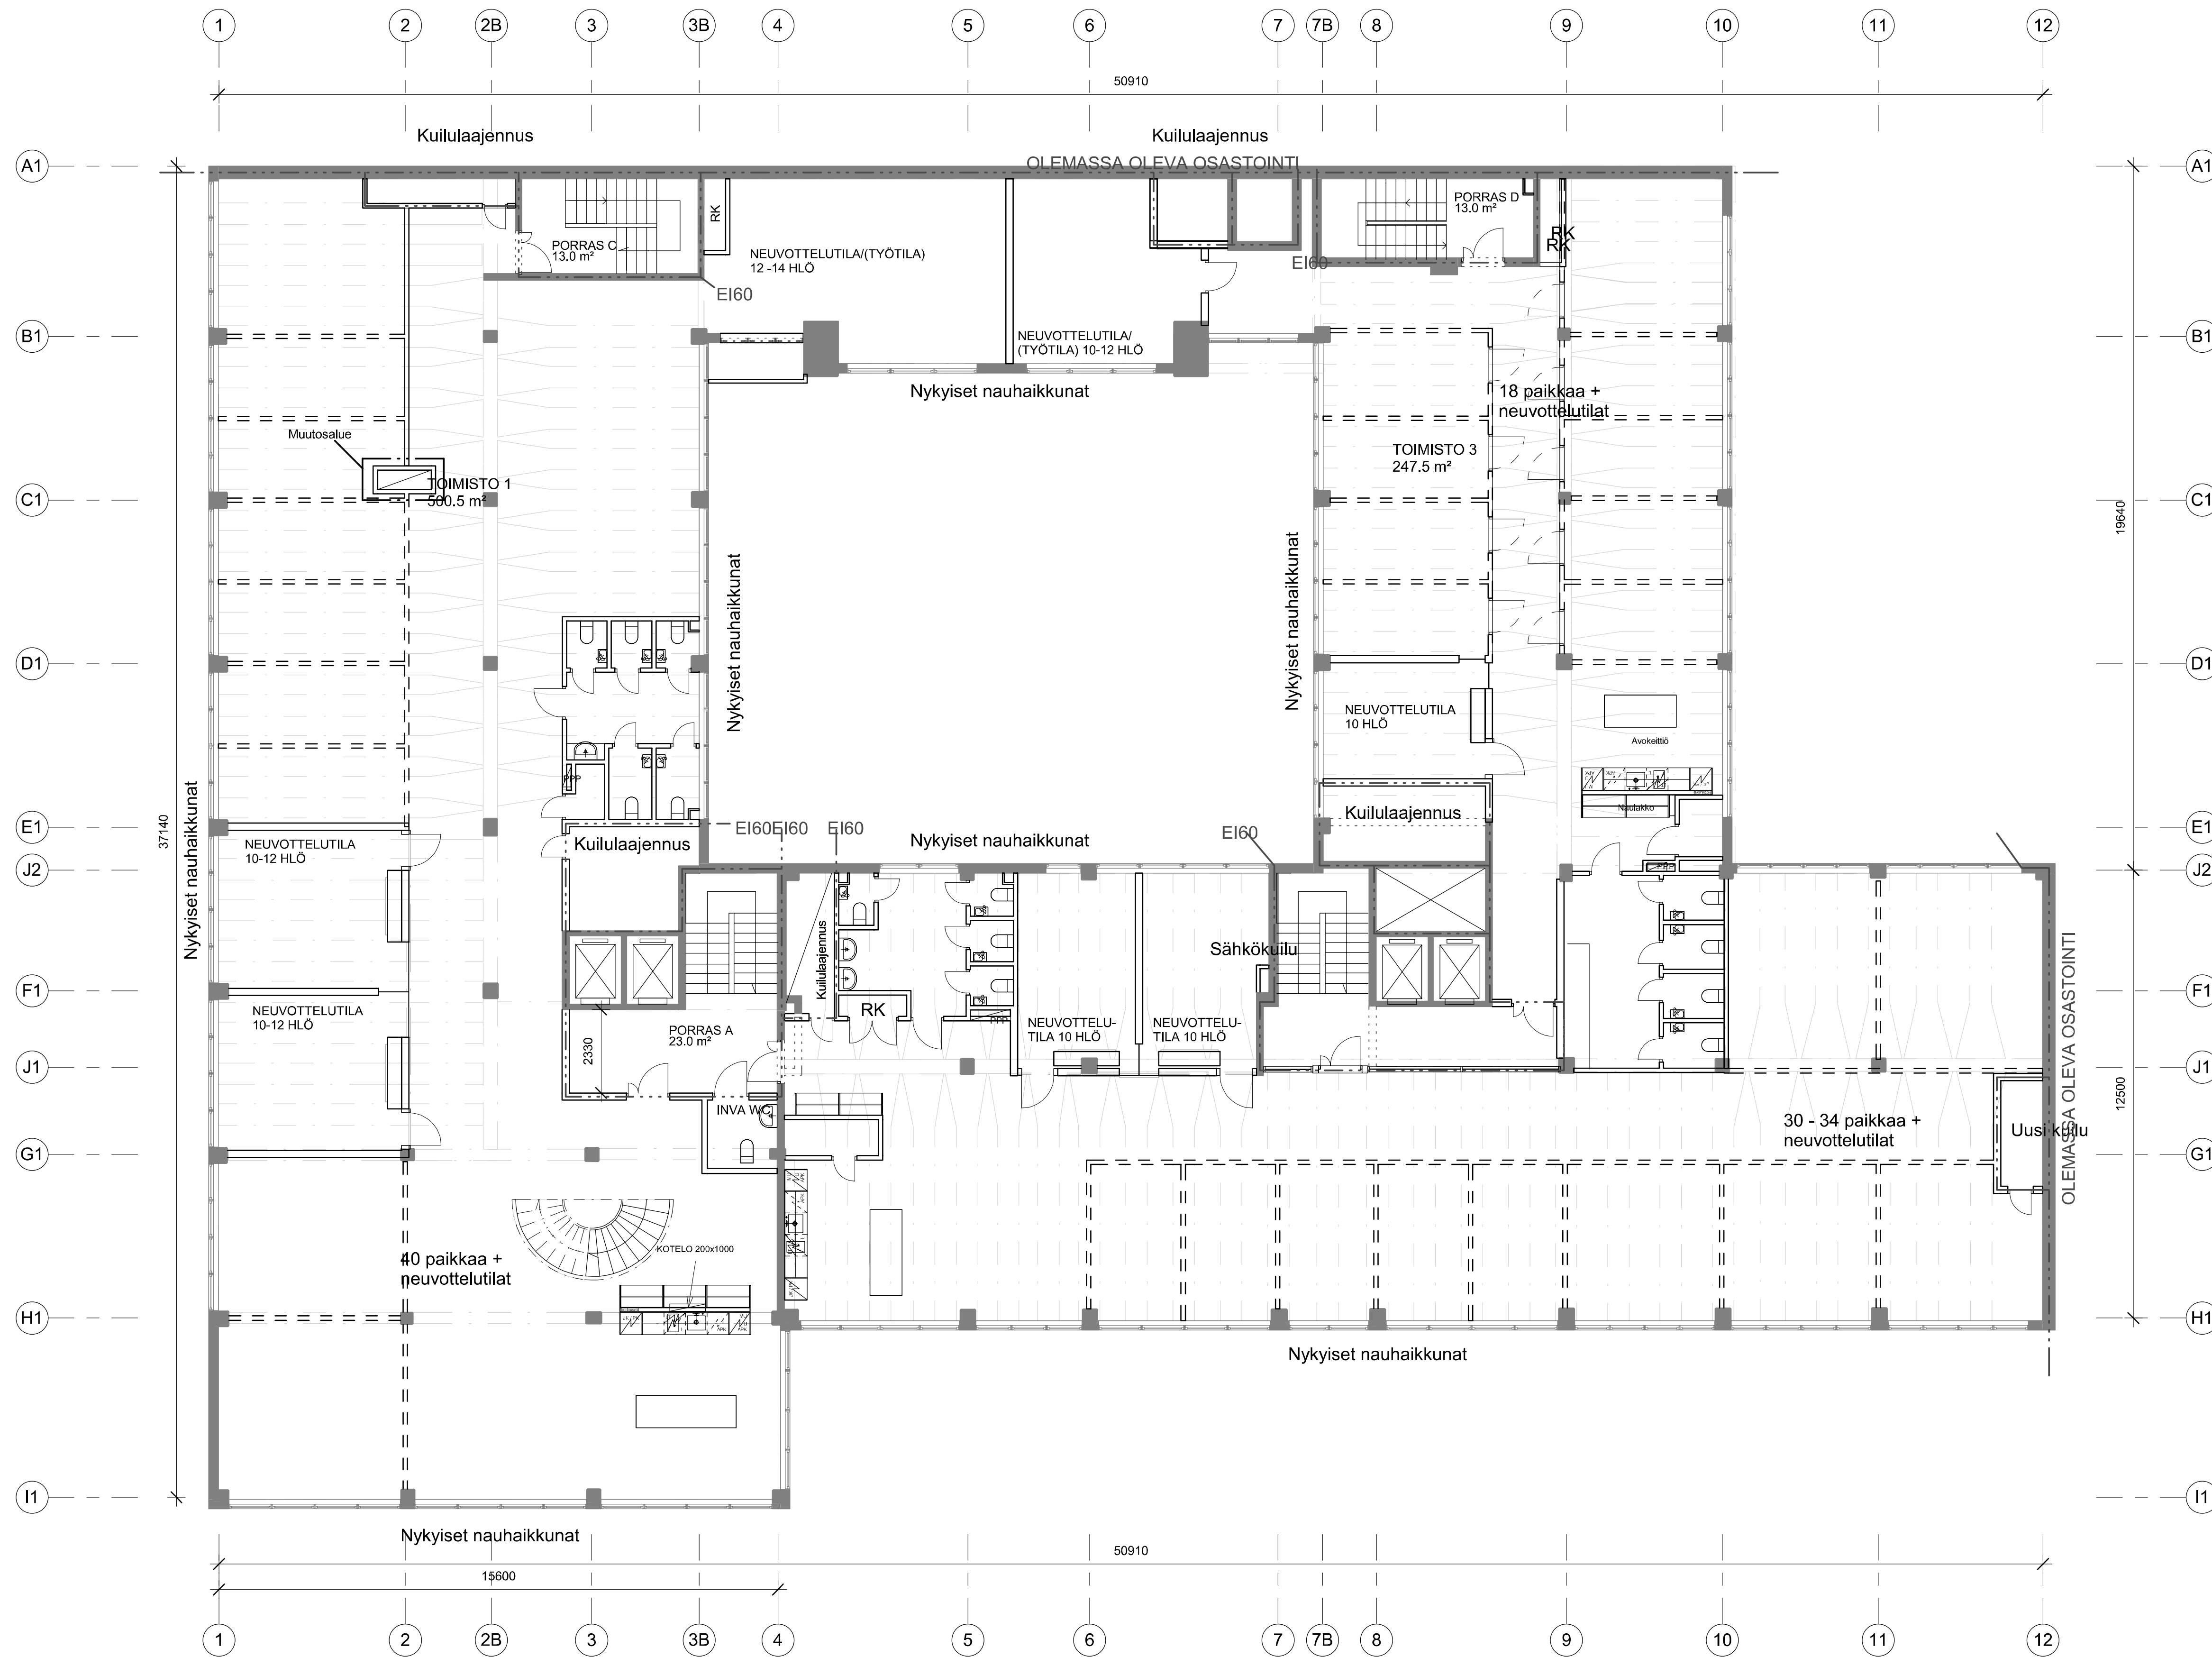 1 2 2B 3 3B 4 5 6 7 7B 8 9 10 11 12
50910
Kuilulaajennus
Kuilulaajennus
A1
A1
OLEMASSA OLEVA OSASTOINTI
PORRAS C
13.0 m²
RK
NEUVOTTELUTILA/(TYÖTILA)
12 -14 HLÖ
EI60
NEUVOTTELUTILA/
(TYÖTILA) 10-12 HLÖ
EI60
PORRAS D
13.0 m²
RK
RK
B1
B1
Nykyiset nauhaikkunat
18 paikkaa +
neuvottelutilat
Muutosalue
TOIMISTO 1
500.5 m²
TOIMISTO 3
247.5 m²
C1
C1
19640
Nykyiset nauhaikkunat
Nykyiset nauhaikkunat
D1
D1
NEUVOTTELUTILA
10 HLÖ
Avokeittiö
PPP
Naulakko
Kuilulaajennus
37140
Nykyiset nauhaikkunat
E1
E1
NEUVOTTELUTILA
10-12 HLÖ
Kuilulaajennus
EI60
EI60
EI60
Nykyiset nauhaikkunat
EI60
PPP
J2
J2
Kuilulaajennus
Sähkökuilu
OLEMASSA OLEVA OSASTOINTI
F1
F1
NEUVOTTELUTILA
10-12 HLÖ
2330
PORRAS A
23.0 m²
RK
PPP
NEUVOTTELU-
TILA 10 HLÖ
NEUVOTTELU-
TILA 10 HLÖ
J1
J1
12500
INVA WC
30 - 34 paikkaa +
neuvottelutilat
Uusi kuilu
G1
G1
40 paikkaa +
neuvottelutilat
KOTELO 200x1000
H1
H1
Nykyiset nauhaikkunat
I1
I1
Nykyiset nauhaikkunat
50910
15600
1 2 2B 3 3B 4 5 6 7 7B 8 9 10 11 12